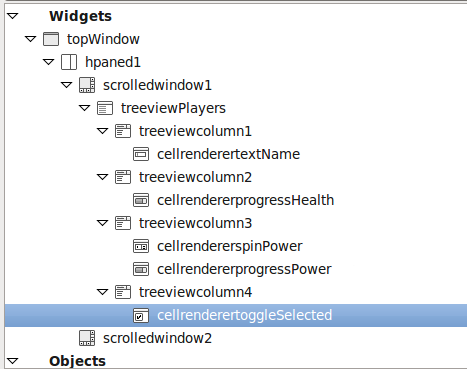 Widgets
topWindow
hpaned1
scrolledwindow1
treeviewPlayers
treeviewcolumn1
cellrenderertextName
treeviewcolumn2
cellrendererprogressHealth
treeviewcolumn3
cellrendererspinPower
cellrendererprogressPower
treeviewcolumn4
cellrenderertoggleSelected
scrolledwindow2
Objects